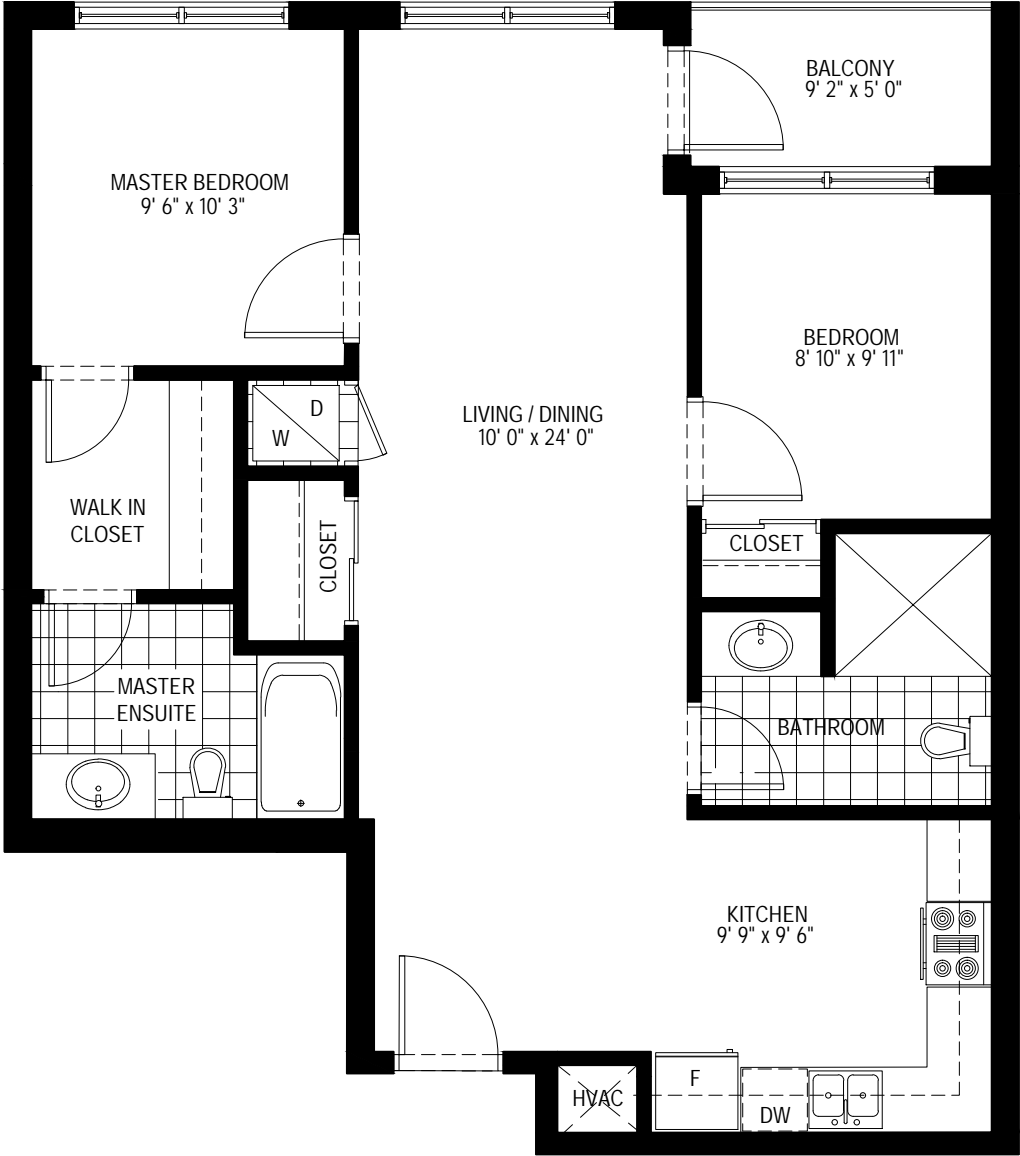 BALCONY
9' 2" x 5' 0"
MASTER BEDROOM
9' 6" x 10' 3"
BEDROOM
8' 10" x 9' 11"
LIVING / DINING
10' 0" x 24' 0"
D
W
WALK IN
CLOSET
CLOSET
CLOSET
MASTER
ENSUITE
BATHROOM
KITCHEN
9' 9" x 9' 6"
HVAC
F
DW